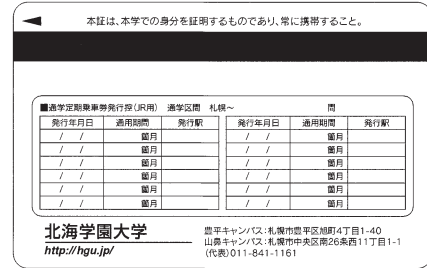 ◀ 本証は、本学での身分を証明するものであり、常に携帯すること。
■通学定期乗車券発行控(JR用) 通学区間 札幌〜 間
発行年月日 通用期間 発行駅 発行年月日 通用期間 発行駅
/ / 箇月 / / 箇月
/ / 箇月 / / 箇月
/ / 箇月 / / 箇月
/ / 箇月 / / 箇月
/ / 箇月 / / 箇月
/ / 箇月 / / 箇月
北海学園大学
http://hgu.jp/
豊平キャンパス:札幌市豊平区旭町4丁目1-40
山鼻キャンパス:札幌市中央区南26条西11丁目1-1
(代表)011-841-1161